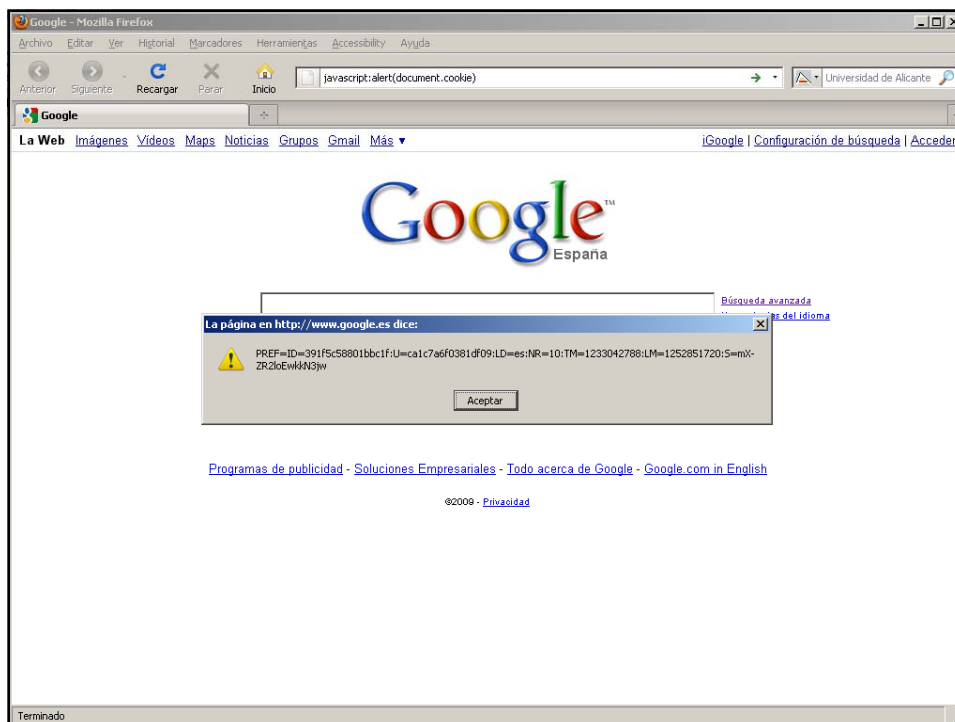 Google - Mozilla Firefox
Archivo Editar Ver Historial Marcadores Herramientas Accessibility Ayuda
Anterior Siguiente Recargar Parar Inicio javascript:alert(document.cookie) Universidad de Alicante
Google
La Web Imágenes Vídeos Maps Noticias Grupos Gmail Más ▼ iGoogle | Configuración de búsqueda | Acceder
Google™
España
Búsqueda avanzada
del idioma
La página en http://www.google.es dice:
PREF=ID=391f5c58801bbc1f:U=ca1c7a6f0381df09:LD=es:NR=10:TM=1233042788:LM=1252851720:S=mX-
ZR2loEwkkN3jw
Aceptar
Programas de publicidad - Soluciones Empresariales - Todo acerca de Google - Google.com in English
©2009 - Privacidad
Terminado